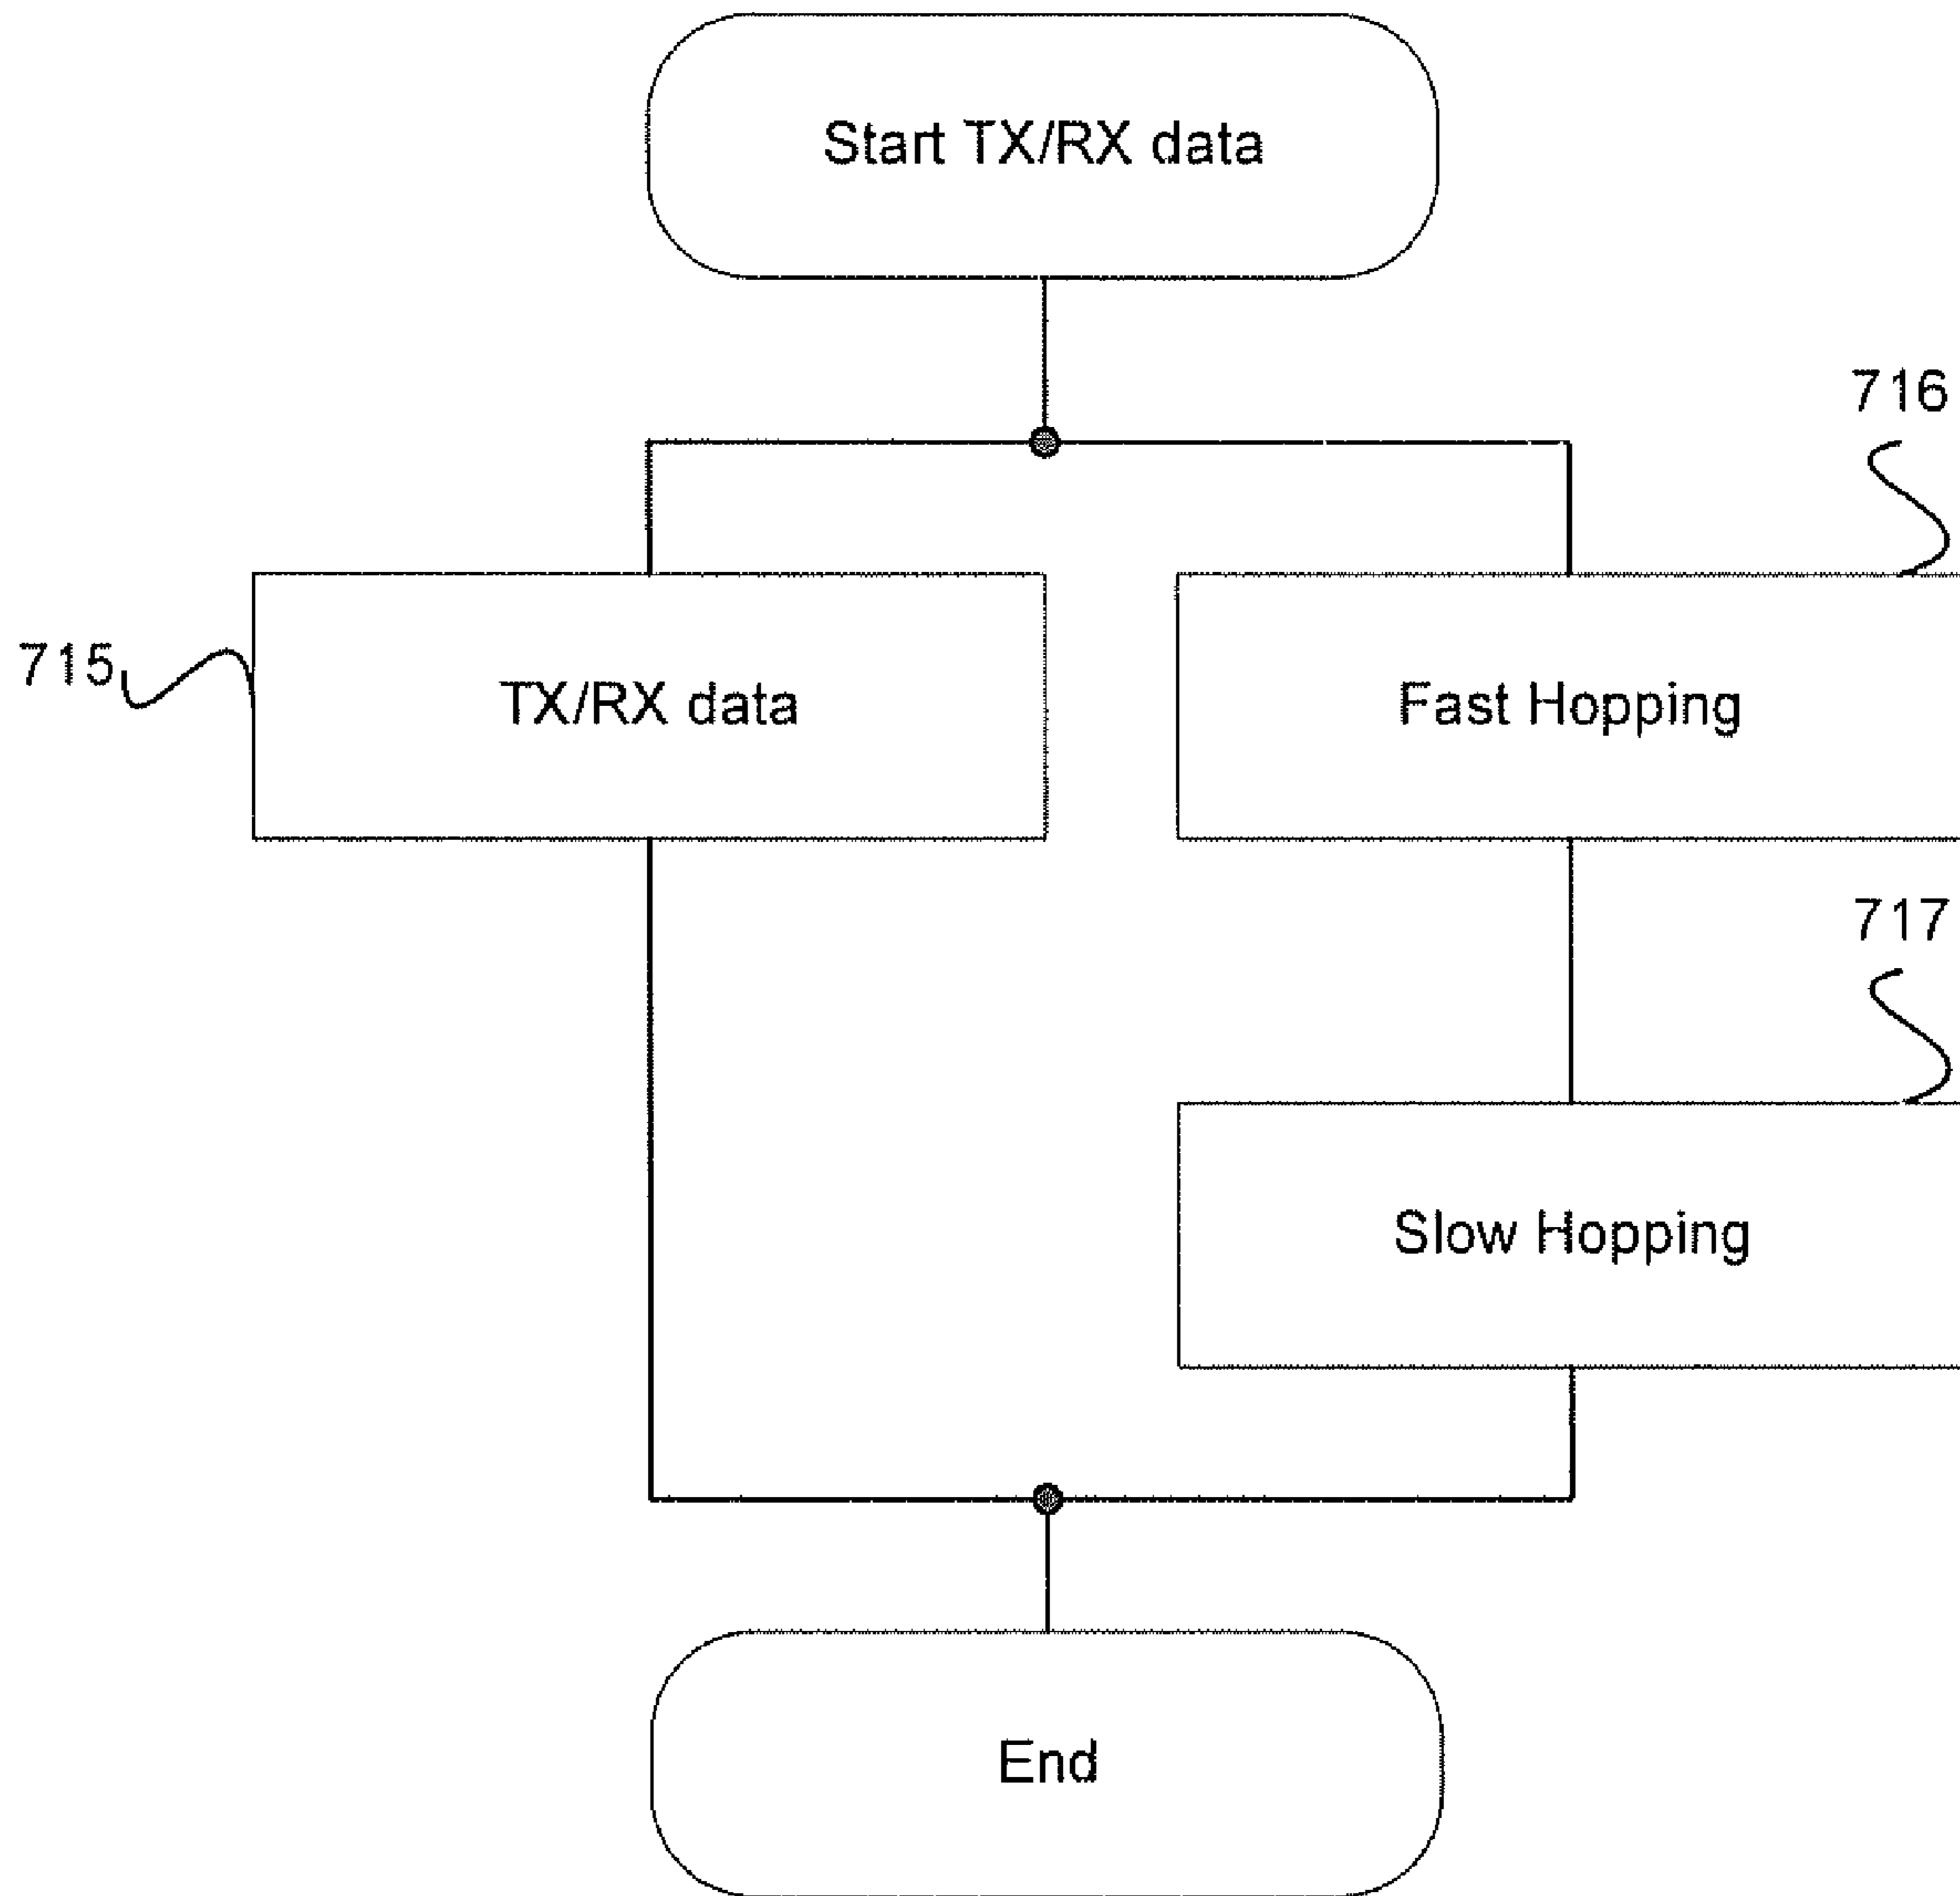 Start TX/RX data
716
715
TX/RX data
Fast Hopping
717
Slow Hopping
End